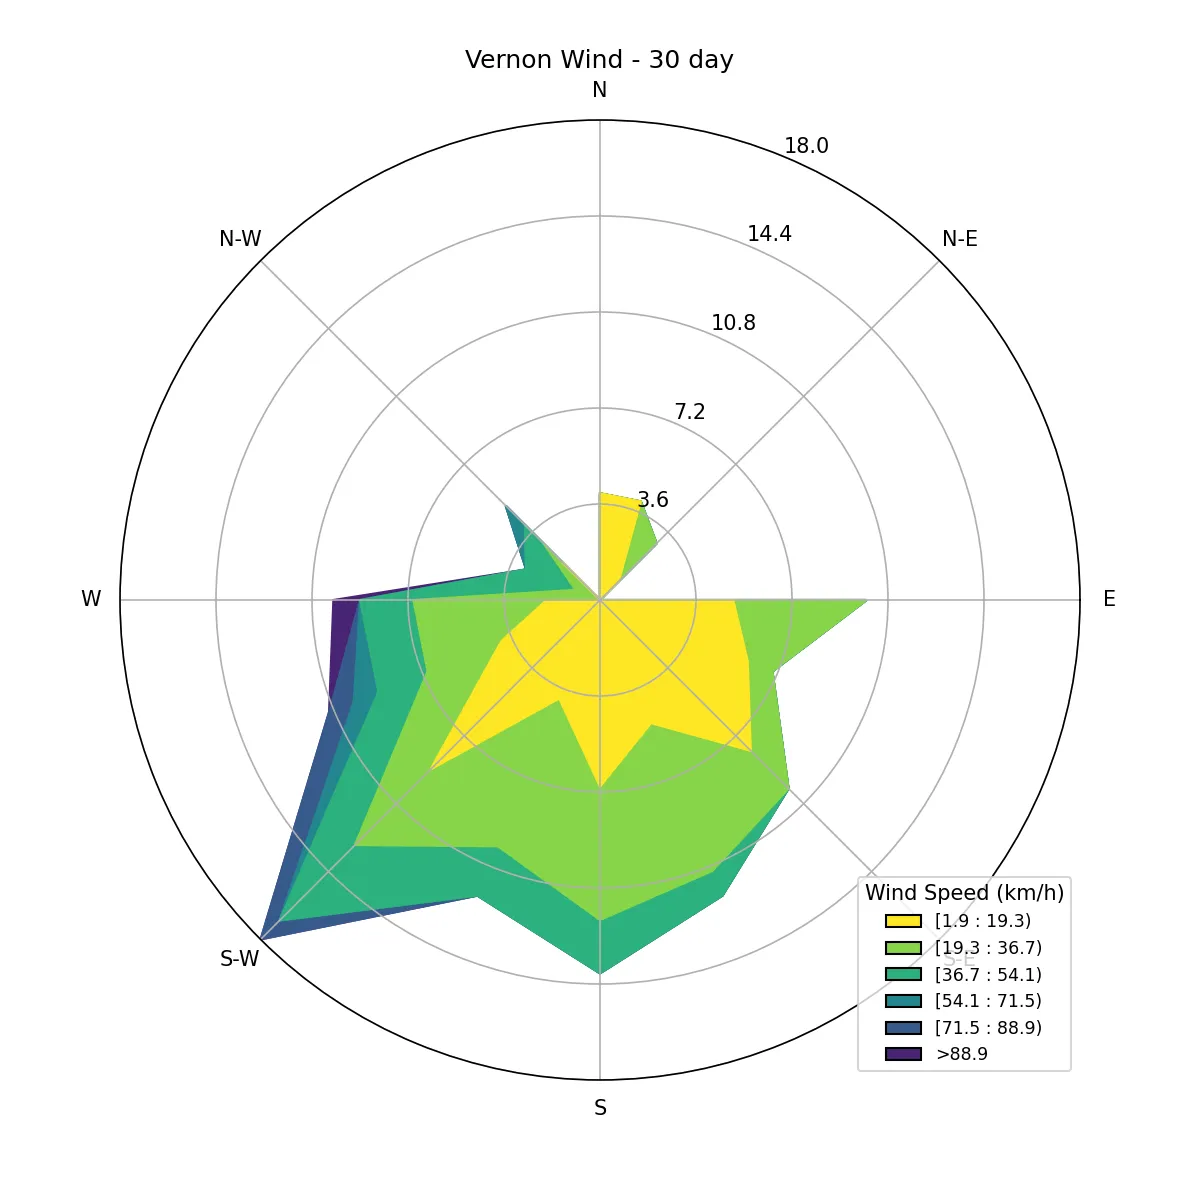 Vernon Wind - 30 day
N
18.0
14.4
N-W
N-E
10.8
7.2
3.6
W
E
Wind Speed (km/h)
[1.9 : 19.3)
[19.3 : 36.7)
S-W
S-E
[36.7 : 54.1)
[54.1 : 71.5)
[71.5 : 88.9)
>88.9
S